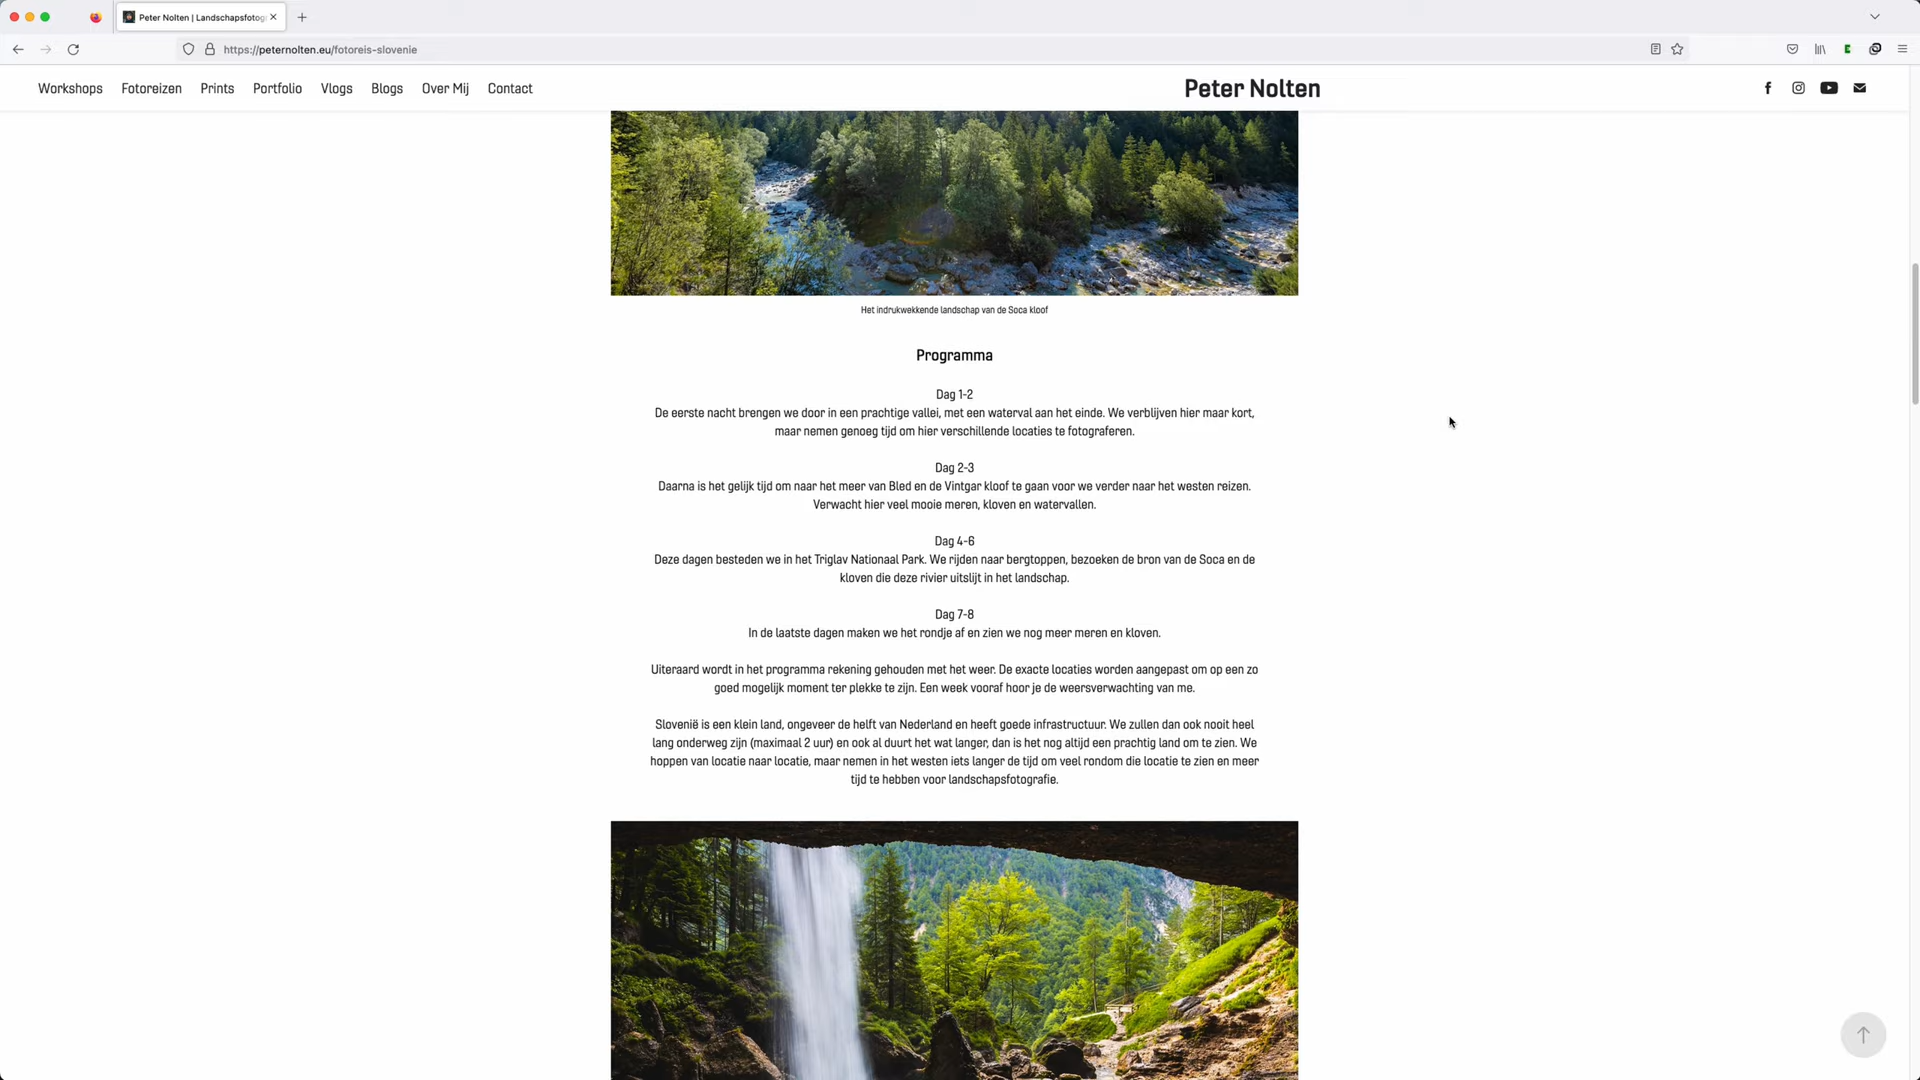 Peter Nolten | Landschapsfotog
https://peternolten.eu/fotoreis-slovenie
Workshops Fotoreizen Prints Portfolio Vlogs Blogs Over Mij Contact
Peter Nolten
Het indrukwekkende landschap van de Soca kloof
Programma
Dag 1-2
De eerste nacht brengen we door in een prachtige vallei, met een waterval aan het einde. We verblijven hier maar kort,
maar nemen genoeg tijd om hier verschillende locaties te fotograferen.
Dag 2-3
Daarna is het gelijk tijd om naar het meer van Bled en de Vintgar kloof te gaan voor we verder naar het westen reizen.
Verwacht hier veel mooie meren, kloven en watervallen.
Dag 4-6
Deze dagen besteden we in het Triglav Nationaal Park. We rijden naar bergtoppen, bezoeken de bron van de Soca en de
kloven die deze rivier uitslijt in het landschap.
Dag 7-8
In de laatste dagen maken we het rondje af en zien we nog meer meren en kloven.
Uiteraard wordt in het programma rekening gehouden met het weer. De exacte locaties worden aangepast om op een zo
goed mogelijk moment ter plekke te zijn. Een week vooraf hoor je de weersverwachting van me.
Slovenië is een klein land, ongeveer de helft van Nederland en heeft goede infrastructuur. We zullen dan ook nooit heel
lang onderweg zijn (maximaal 2 uur) en ook al duurt het wat langer, dan is het nog altijd een prachtig land om te zien. We
hoppen van locatie naar locatie, maar nemen in het westen iets langer de tijd om veel rondom die locatie te zien en meer
tijd te hebben voor landschapsfotografie.